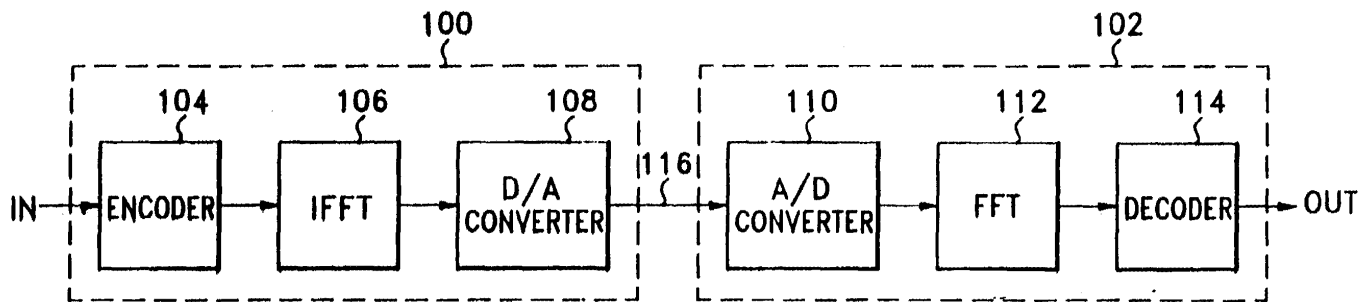 100
102
104
106
108
110
112
114
IN
ENCODER
IFFT
D/A
CONVERTER
116
A/D
CONVERTER
FFT
DECODER
OUT